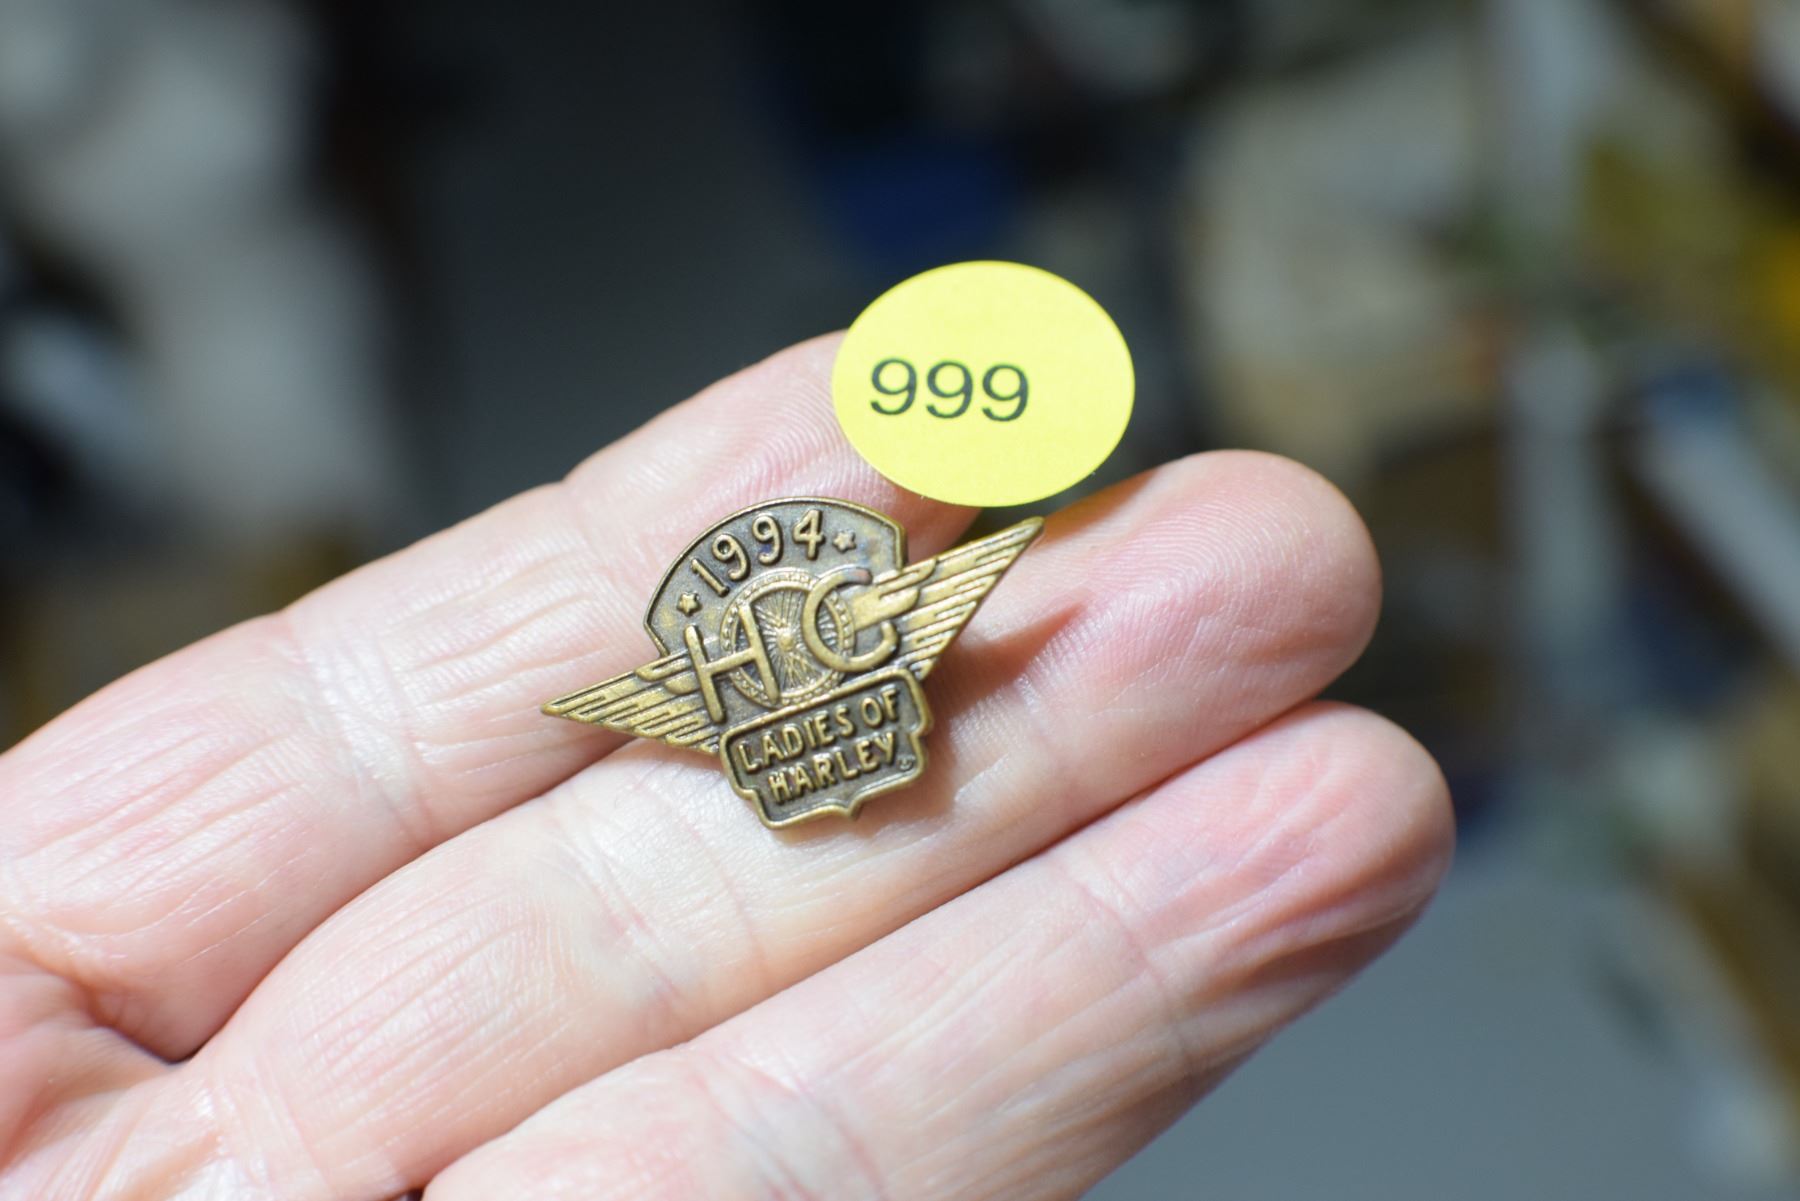 999
1994
HOG
LADIES OF
HARLEY